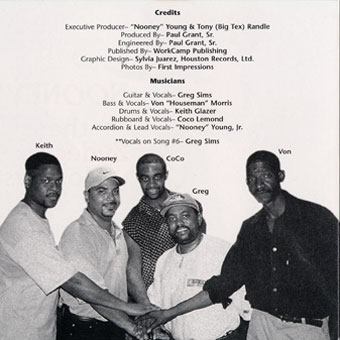 Credits
Executive Producer– "Nooney" Young & Tony (Big Tex) Randle
Produced By– Paul Grant, Sr.
Engineered By– Paul Grant, Sr.
Published By– WorkCamp Publishing
Graphic Design– Sylvia Juarez, Houston Records, Ltd.
Photos By– First Impressions
Musicians
Guitar & Vocals– Greg Sims
Bass & Vocals– Von "Houseman" Morris
Drums & Vocals– Keith Glazer
Rubboard & Vocals– Coco Lemond
Accordion & Lead Vocals– "Nooney" Young, Jr.
**Vocals on Song #6– Greg Sims
Keith
Nooney
CoCo
Greg
Von